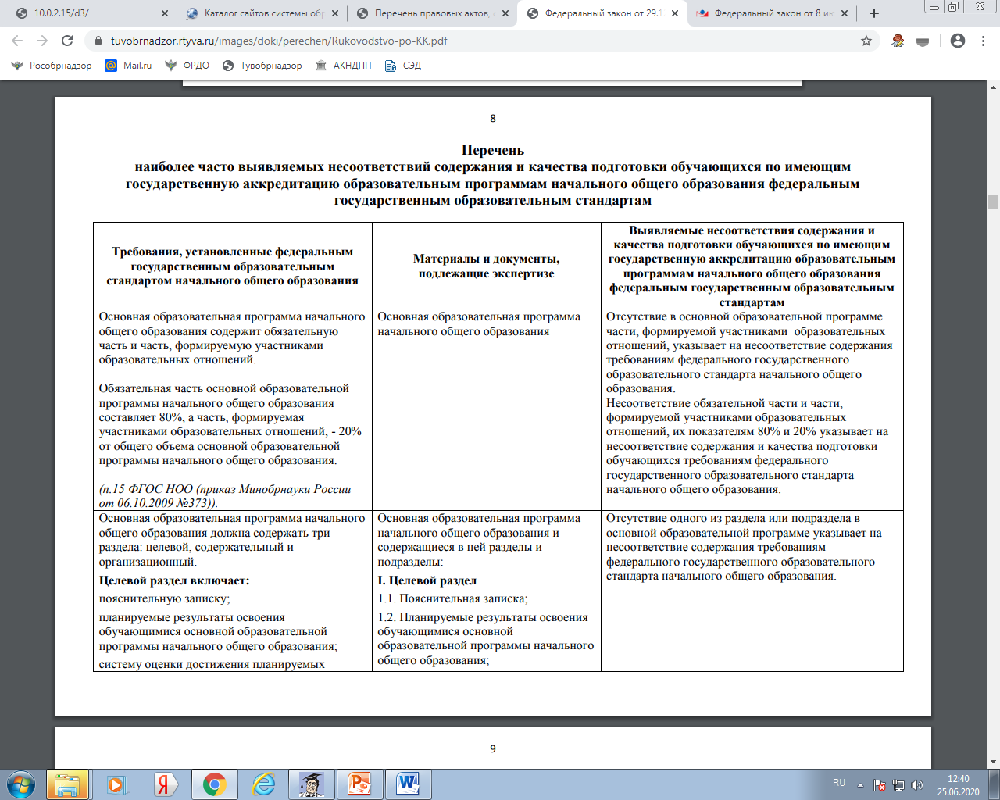 10.0.2.15/d3/
Каталог сайтов системы обр
Перечень правовых актов, с
Федеральный закон от 29.1
Федеральный закон от 8 ию
tuvobrnadzor.rtyva.ru/images/doki/perechen/Rukovodstvo-po-KK.pdf
Рособрнадзор
Mail.ru
ФРДО
Тувобрнадзор
АКНДПП
СЭД
8
Перечень
наиболее часто выявляемых несоответствий содержания и качества подготовки обучающихся по имеющим
государственную аккредитацию образовательным программам начального общего образования федеральным
государственным образовательным стандартам
Требования, установленные федеральным
государственным образовательным
стандартом начального общего образования
Материалы и документы,
подлежащие экспертизе
Выявляемые несоответствия содержания и
качества подготовки обучающихся по имеющим
государственную аккредитацию образовательным
программам начального общего образования
федеральным государственным образовательным
стандартам
Основная образовательная программа начального
общего образования содержит обязательную
часть и часть, формируемую участниками
образовательных отношений.
Обязательная часть основной образовательной
программы начального общего образования
составляет 80%, а часть, формируемая
участниками образовательных отношений, - 20%
от общего объема основной образовательной
программы начального общего образования.
(п.15 ФГОС НОО (приказ Минобрнауки России
от 06.10.2009 №373)).
Основная образовательная программа
начального общего образования
Отсутствие в основной образовательной программе
части, формируемой участниками образовательных
отношений, указывает на несоответствие содержания
требованиям федерального государственного
образовательного стандарта начального общего
образования.
Несоответствие обязательной части и части,
формируемой участниками образовательных
отношений, их показателям 80% и 20% указывает на
несоответствие содержания и качества подготовки
обучающихся требованиям федерального
государственного образовательного стандарта
начального общего образования.
Основная образовательная программа начального
общего образования должна содержать три
раздела: целевой, содержательный и
организационный.
Целевой раздел включает:
пояснительную записку;
планируемые результаты освоения
обучающимися основной образовательной
программы начального общего образования;
систему оценки достижения планируемых
Основная образовательная программа
начального общего образования и
содержащиеся в ней разделы и
подразделы:
I. Целевой раздел
1.1. Пояснительная записка;
1.2. Планируемые результаты освоения
обучающимися основной
образовательной программы начального
общего образования;
Отсутствие одного из раздела или подраздела в
основной образовательной программе указывает на
несоответствие содержания требованиям
федерального государственного образовательного
стандарта начального общего образования.
9
RU
12:40
25.06.2020